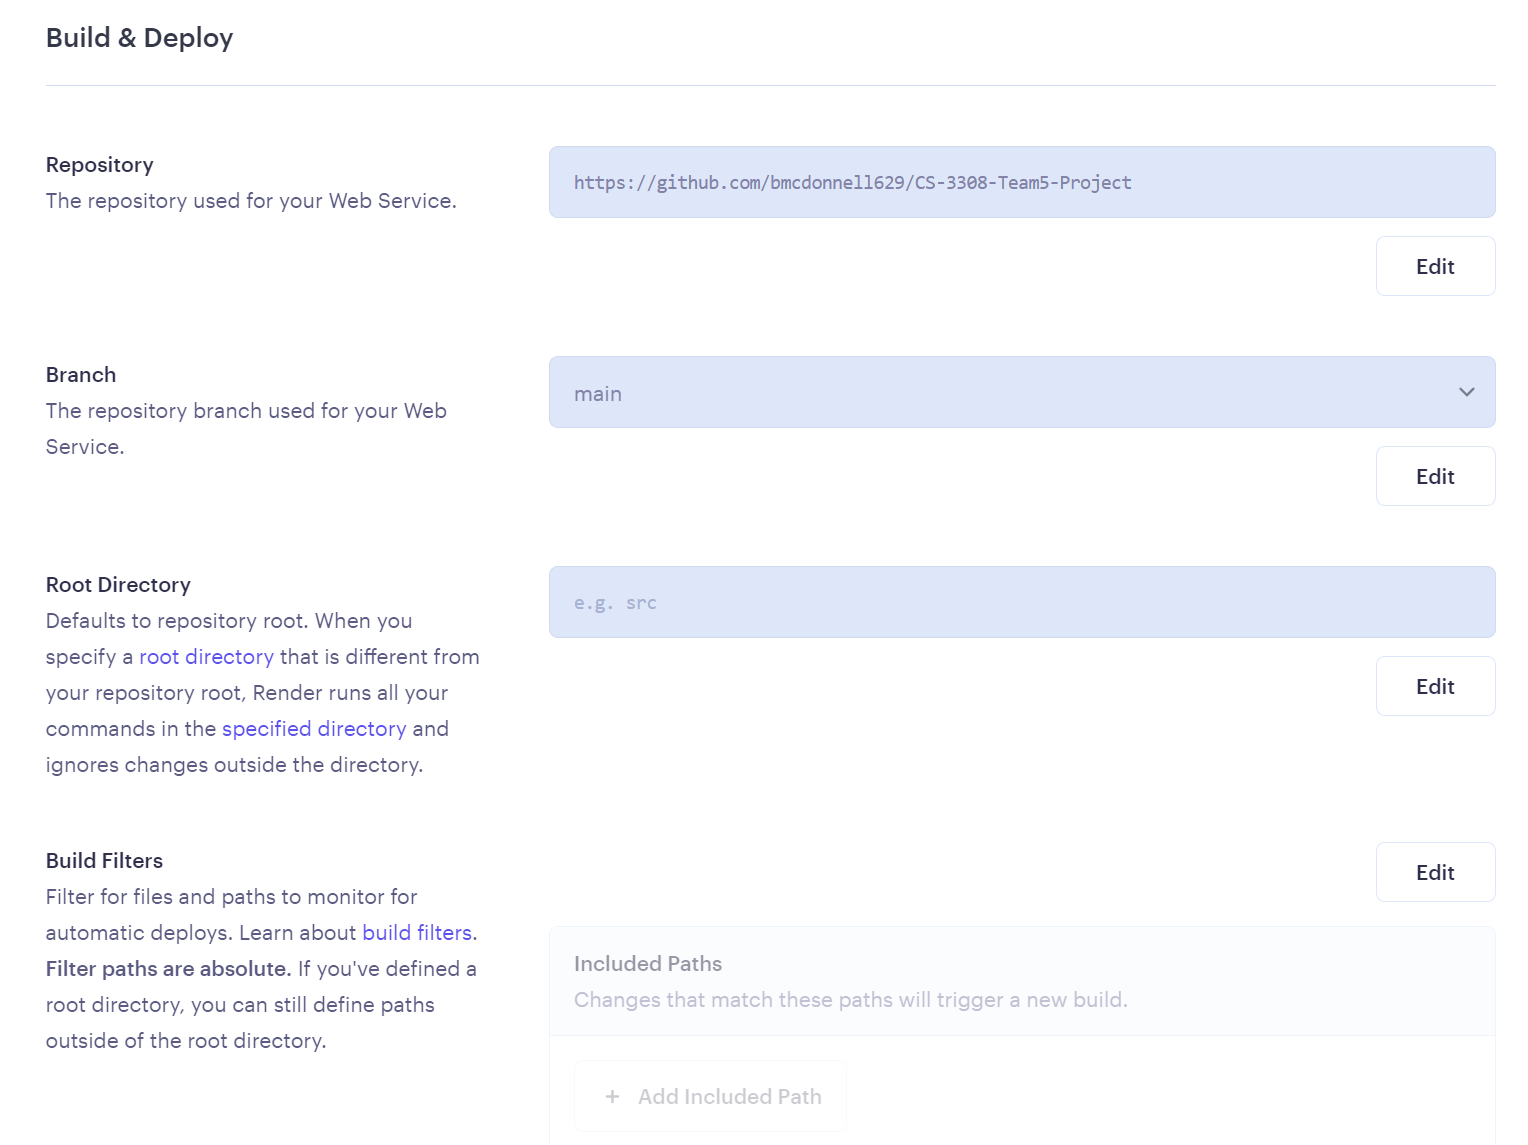 Build & Deploy
Repository
The repository used for your Web Service.
https://github.com/bmcdonnell629/CS-3308-Team5-Project
Edit
Branch
The repository branch used for your Web
Service.
main
Edit
Root Directory
Defaults to repository root. When you
specify a root directory that is different from
your repository root, Render runs all your
commands in the specified directory and
ignores changes outside the directory.
e.g. src
Edit
Build Filters
Filter for files and paths to monitor for
automatic deploys. Learn about build filters.
Filter paths are absolute. If you've defined a
root directory, you can still define paths
outside of the root directory.
Edit
Included Paths
Changes that match these paths will trigger a new build.
+ Add Included Path